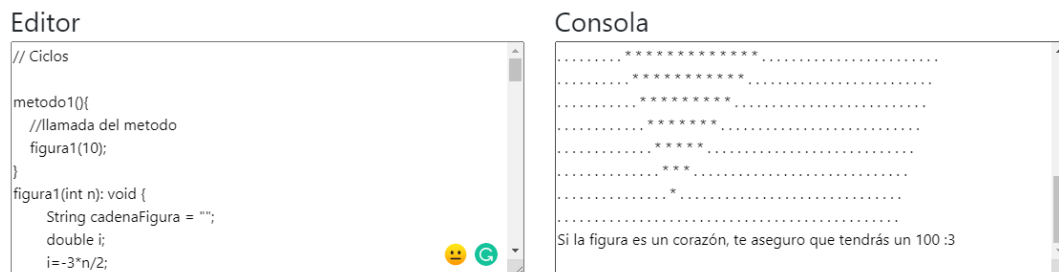 Editor
Consola
// Ciclos
metodo1(){
//llamada del metodo
figura1(10);
}
figura1(int n): void {
String cadenaFigura = "";
double i;
i=-3*n/2;
. . . . . . . . . * * * * * * * * * * * * * . . . . . . . . . . . . . . . . . . . . . . . .
. . . . . . . . . . * * * * * * * * * * * . . . . . . . . . . . . . . . . . . . . . . . . .
. . . . . . . . . . . * * * * * * * * * . . . . . . . . . . . . . . . . . . . . . . . . . .
. . . . . . . . . . . . * * * * * * * . . . . . . . . . . . . . . . . . . . . . . . . . . .
. . . . . . . . . . . . . * * * * * . . . . . . . . . . . . . . . . . . . . . . . . . . . .
. . . . . . . . . . . . . . * * * . . . . . . . . . . . . . . . . . . . . . . . . . . . . .
. . . . . . . . . . . . . . . * . . . . . . . . . . . . . . . . . . . . . . . . . . . . . .
. . . . . . . . . . . . . . . . . . . . . . . . . . . . . . . . . . . . . . . . . . . . . .
Si la figura es un corazón, te aseguro que tendrás un 100 :3